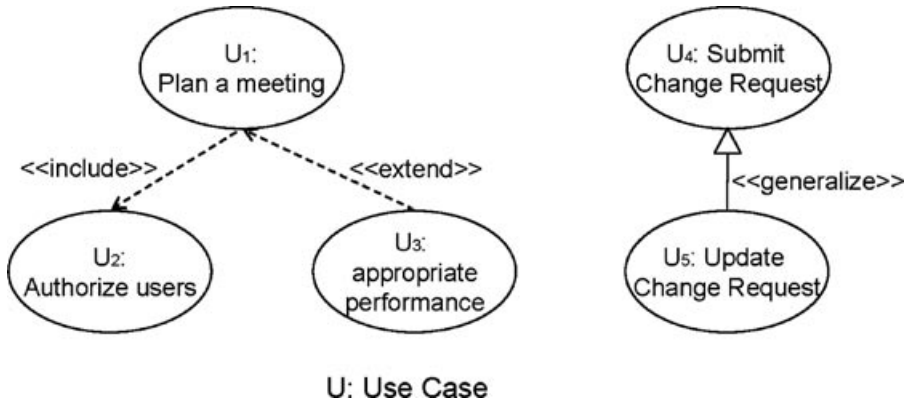 U₁:
Plan a meeting
U₄: Submit
Change Request
<<include>>
<<extend>>
<<generalize>>
U₂:
Authorize users
U₃:
appropriate
performance
U₅: Update
Change Request
U: Use Case